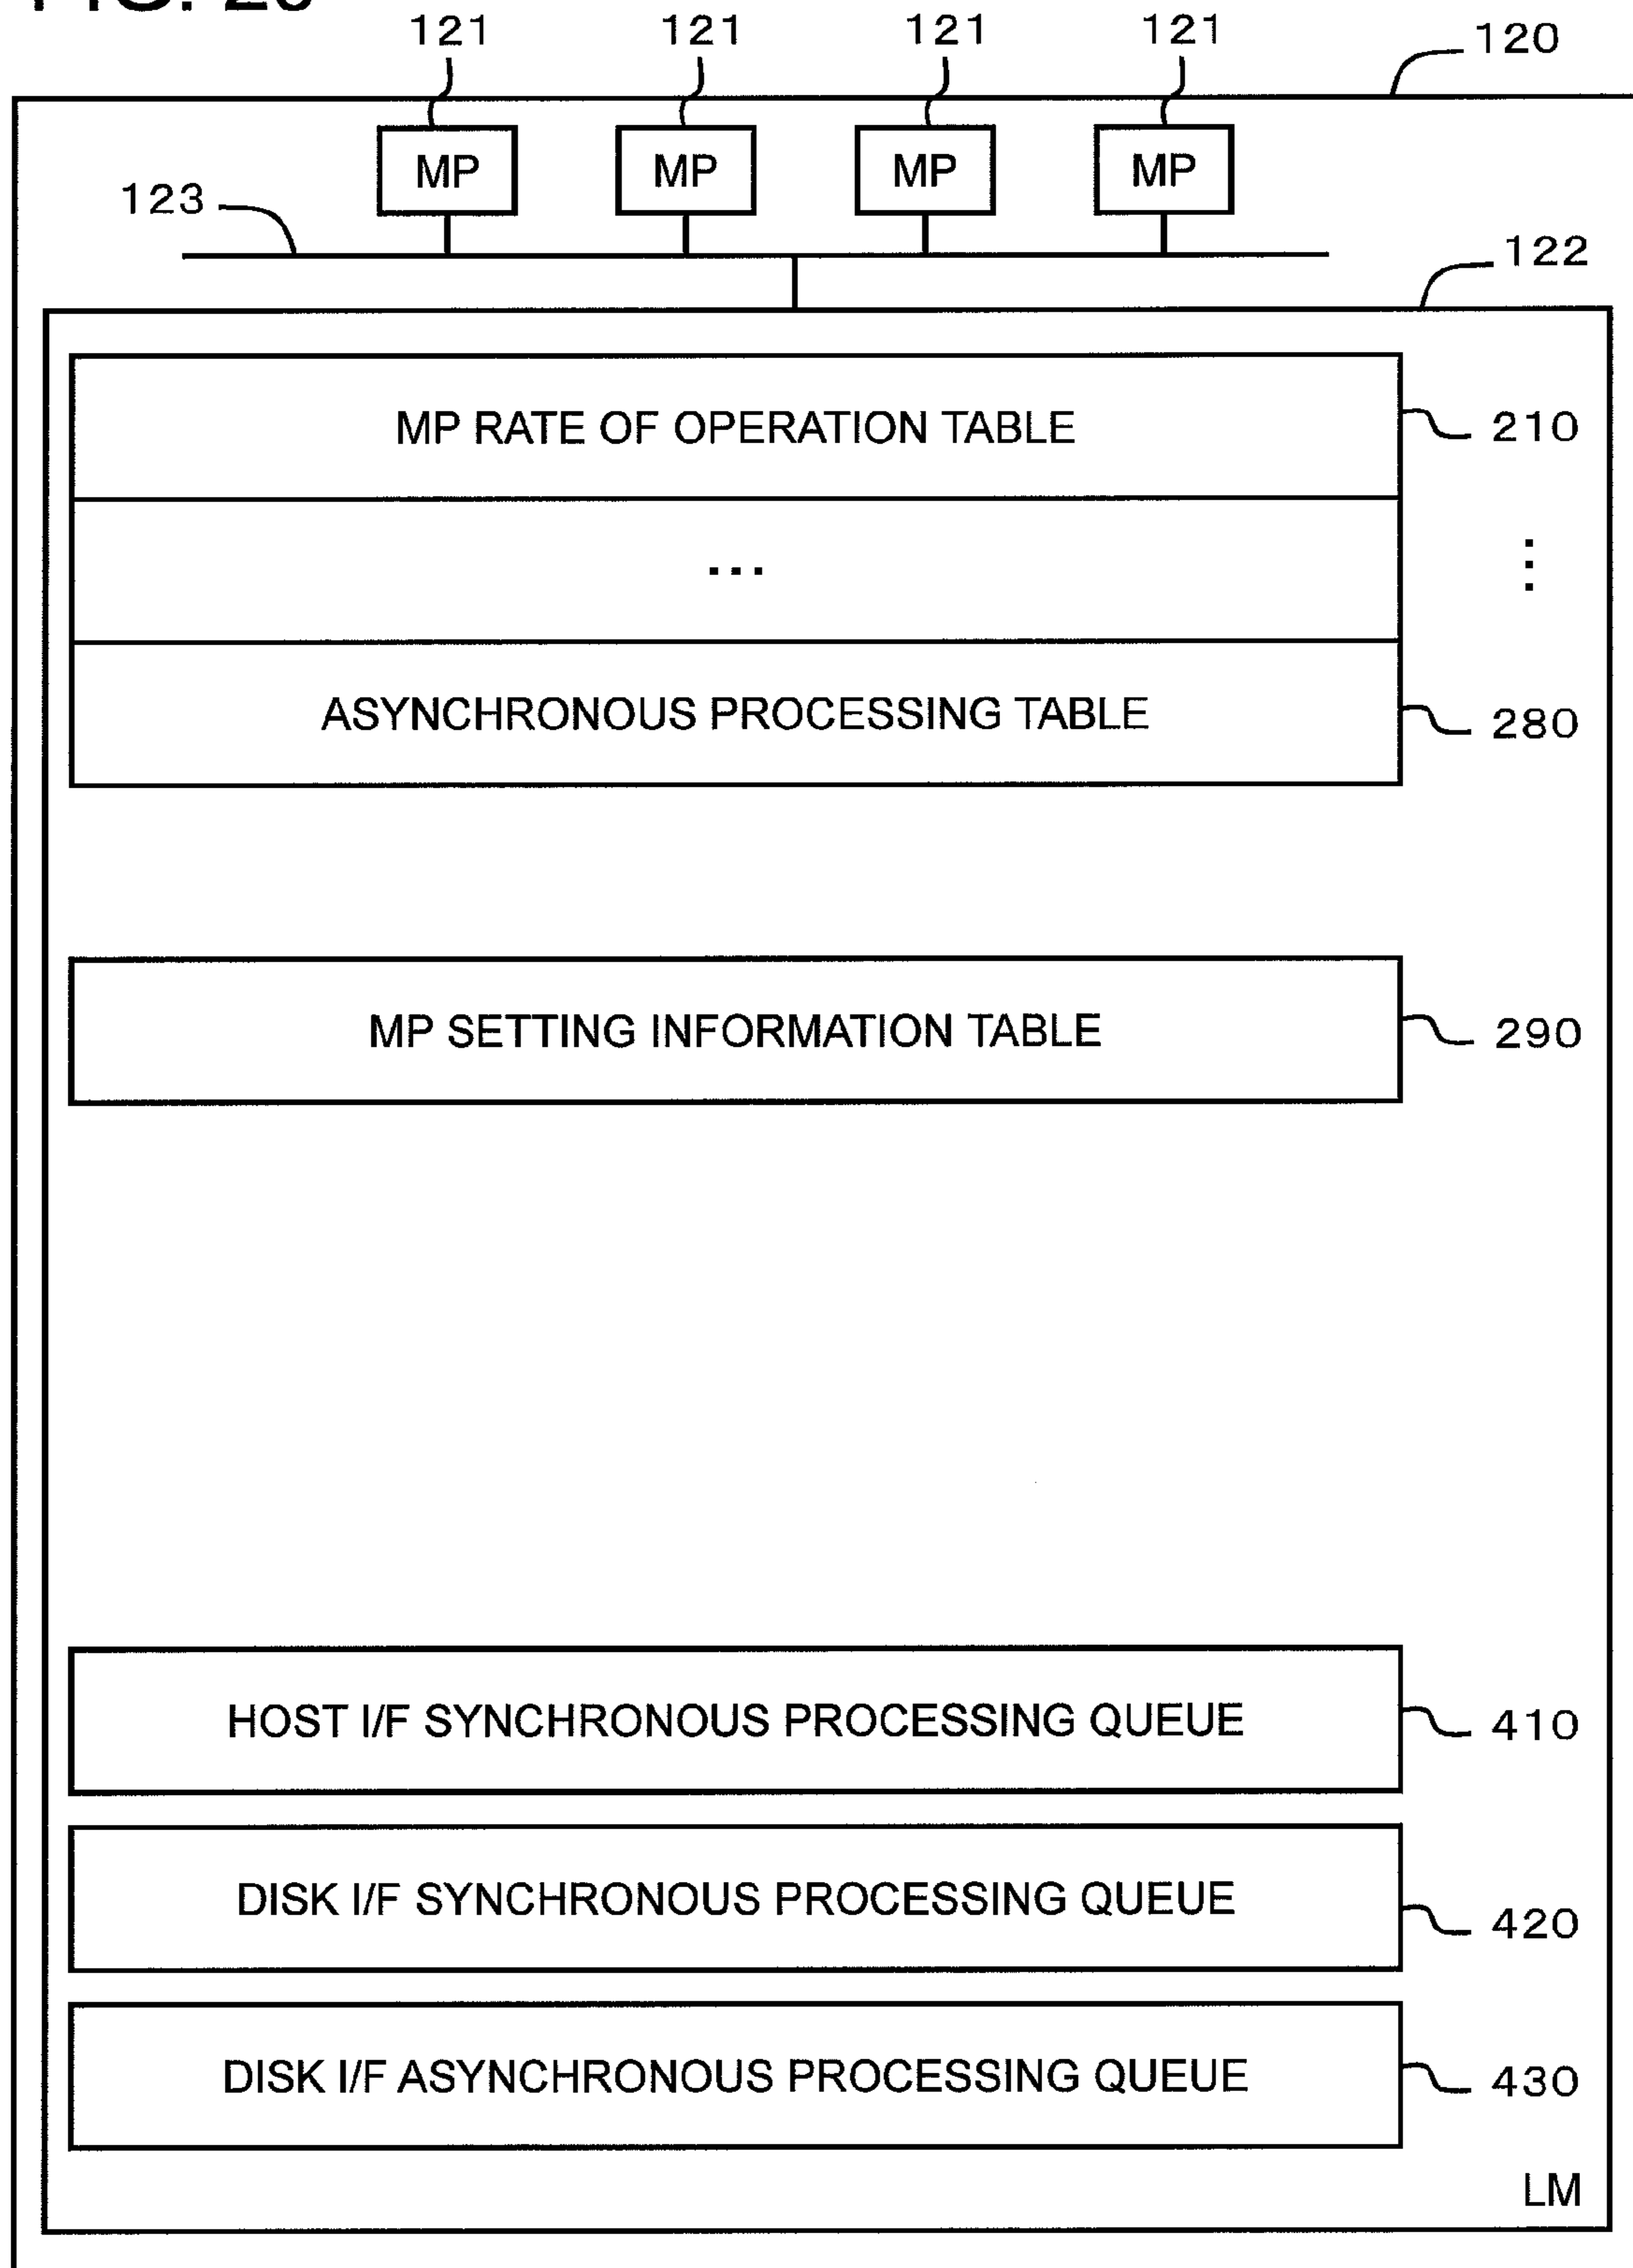 121 121 121 121 120
MP MP MP MP
123
122
MP RATE OF OPERATION TABLE 210
... ⋮
ASYNCHRONOUS PROCESSING TABLE 280
MP SETTING INFORMATION TABLE 290
HOST I/F SYNCHRONOUS PROCESSING QUEUE 410
DISK I/F SYNCHRONOUS PROCESSING QUEUE 420
DISK I/F ASYNCHRONOUS PROCESSING QUEUE 430
LM